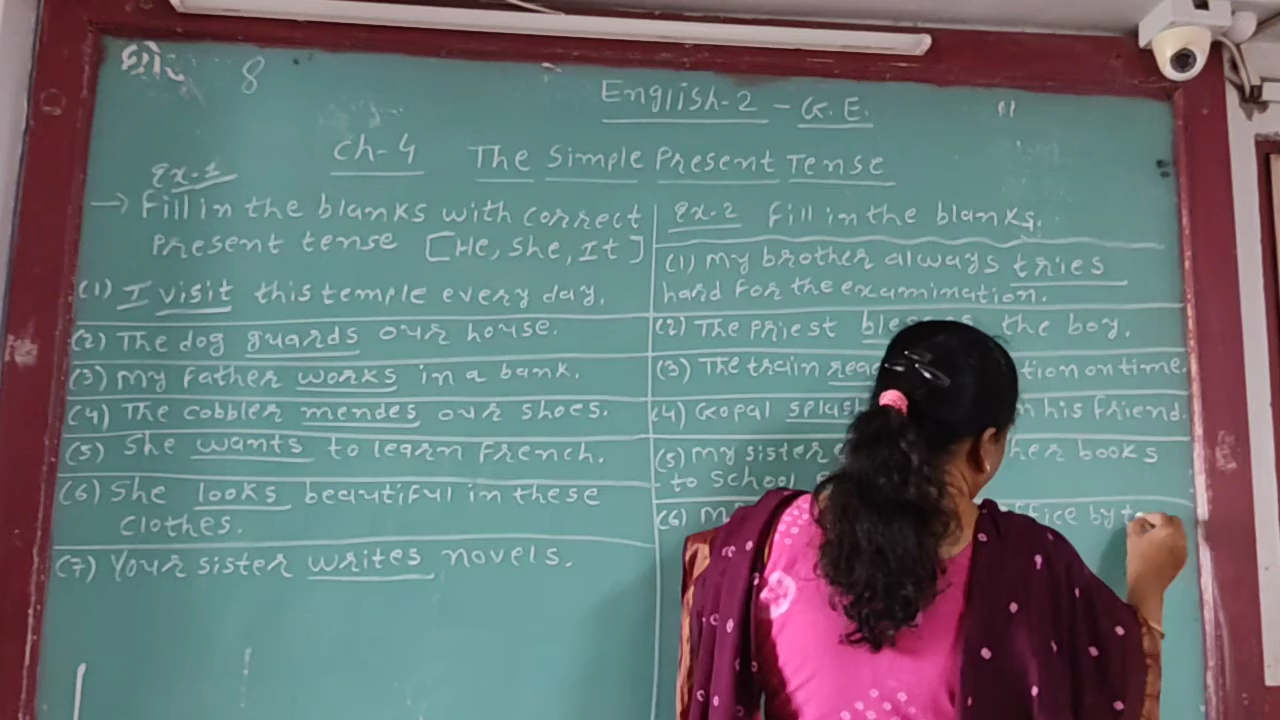 ધો. 8
English-2 - G.E.
Ch-4 The Simple Present Tense
Ex-1
→ Fill in the blanks with correct
Present tense [He, She, It]
(1) I visit this temple every day.
(2) The dog guards our house.
(3) My father works in a bank.
(4) The cobbler mendes our shoes.
(5) She wants to learn French.
(6) She looks beautiful in these
clothes.
(7) Your sister writes novels.
Ex-2 Fill in the blanks.
(1) My brother always tries
hard for the examination.
(2) The Priest the boy.
(3) The train on time.
(4) Gopal his friend.
(5) My sister her books
to School
(6) by